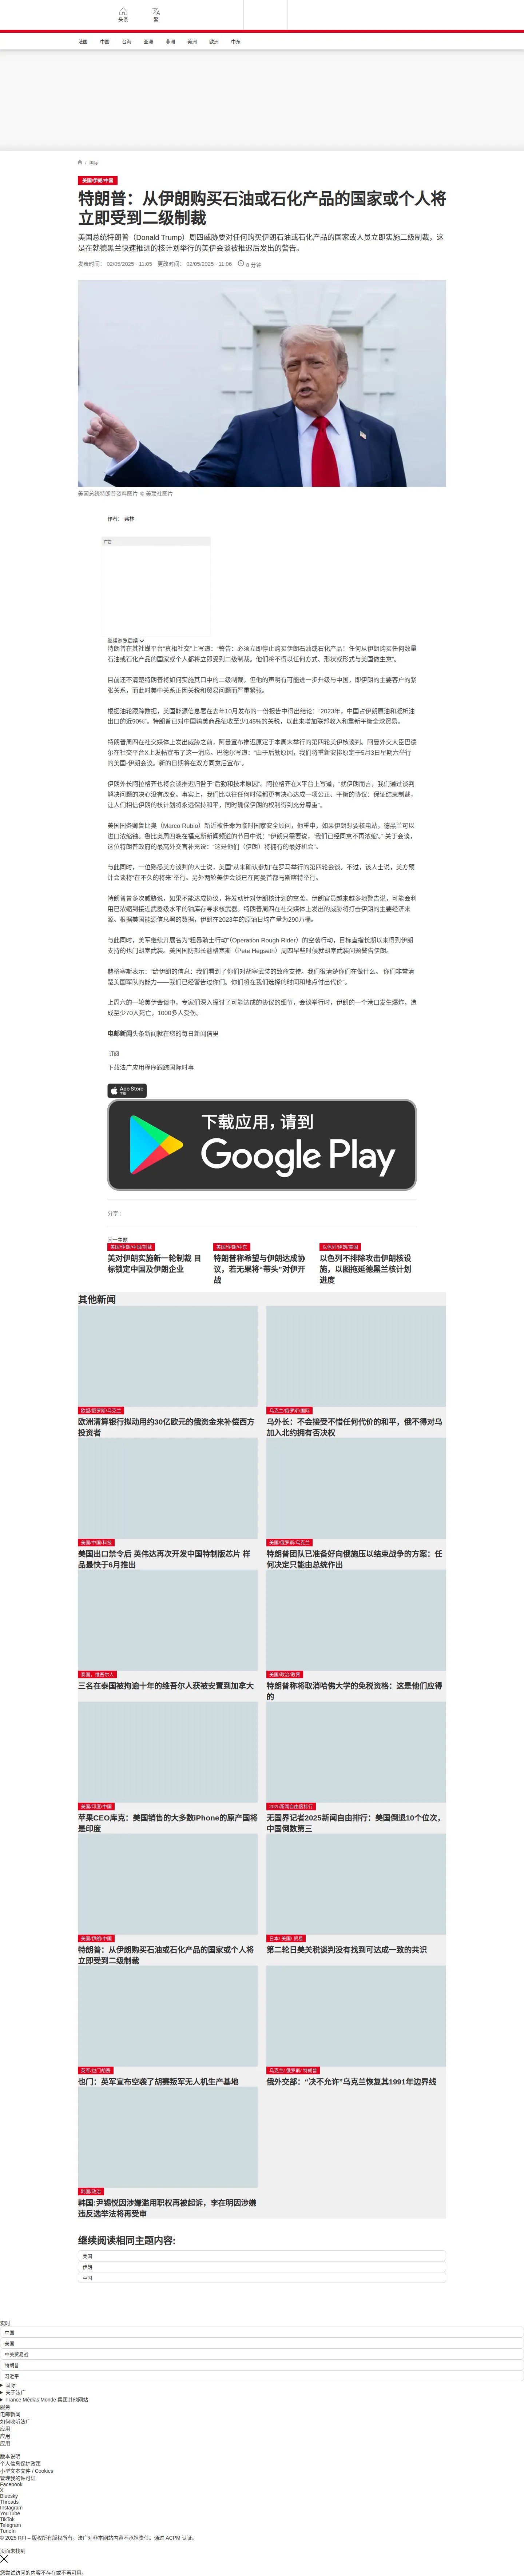 头条
繁
法国
中国
台海
亚洲
非洲
美洲
欧洲
中东
/ 国际
美国/伊朗/中国
特朗普：从伊朗购买石油或石化产品的国家或个人将
立即受到二级制裁
美国总统特朗普（Donald Trump）周四威胁要对任何购买伊朗石油或石化产品的国家或人员立即实施二级制裁，这
是在就德黑兰快速推进的核计划举行的美伊会谈被推迟后发出的警告。
发表时间： 02/05/2025 - 11:05 更改时间： 02/05/2025 - 11:06 8 分钟
美国总统特朗普资料图片 © 美联社图片
作者： 弗林
广告
继续浏览后续
特朗普在其社媒平台“真相社交”上写道：“警告：必须立即停止购买伊朗石油或石化产品！任何从伊朗购买任何数量
石油或石化产品的国家或个人都将立即受到二级制裁。他们将不得以任何方式、形状或形式与美国做生意”。
目前还不清楚特朗普将如何实施其口中的二级制裁，但他的声明有可能进一步升级与中国，即伊朗的主要客户的紧
张关系，而此时美中关系正因关税和贸易问题而严重紧张。
根据油轮跟踪数据，美国能源信息署在去年10月发布的一份报告中得出结论：“2023年，中国占伊朗原油和凝析油
出口的近90%”。特朗普已对中国输美商品征收至少145%的关税，以此来增加联邦收入和重新平衡全球贸易。
特朗普周四在社交媒体上发出威胁之前，阿曼宣布推迟原定于本周末举行的第四轮美伊核谈判。阿曼外交大臣巴德
尔在社交平台X上发帖宣布了这一消息。巴德尔写道：“由于后勤原因，我们将重新安排原定于5月3日星期六举行
的美国-伊朗会议。新的日期将在双方同意后宣布”。
伊朗外长阿拉格齐也将会谈推迟归咎于“后勤和技术原因”。阿拉格齐在X平台上写道，“就伊朗而言，我们通过谈判
解决问题的决心没有改变。事实上，我们比以往任何时候都更有决心达成一项公正、平衡的协议：保证结束制裁，
让人们相信伊朗的核计划将永远保持和平，同时确保伊朗的权利得到充分尊重”。
美国国务卿鲁比奥（Marco Rubio）新近被任命为临时国家安全顾问，他重申，如果伊朗想要核电站，德黑兰可以
进口浓缩铀。鲁比奥周四晚在福克斯新闻频道的节目中说：“伊朗只需要说，‘我们已经同意不再浓缩’。” 关于会谈，
这位特朗普政府的最高外交官补充说：“这是他们（伊朗）将拥有的最好机会”。
与此同时，一位熟悉美方谈判的人士说，美国“从未确认参加”在罗马举行的第四轮会谈。不过，该人士说，美方预
计会谈将“在不久的将来”举行。另外两轮美伊会谈已在阿曼首都马斯喀特举行。
特朗普曾多次威胁说，如果不能达成协议，将发动针对伊朗核计划的空袭。伊朗官员越来越多地警告说，可能会利
用已浓缩到接近武器级水平的铀库存寻求核武器。特朗普周四在社交媒体上发出的威胁将打击伊朗的主要经济来
源。根据美国能源信息署的数据，伊朗在2023年的原油日均产量为290万桶。
与此同时，美军继续开展名为“粗暴骑士行动”（Operation Rough Rider）的空袭行动，目标直指长期以来得到伊朗
支持的也门胡塞武装。美国国防部长赫格塞斯（Pete Hegseth）周四早些时候就胡塞武装问题警告伊朗。
赫格塞斯表示：“给伊朗的信息：我们看到了你们对胡塞武装的致命支持。我们很清楚你们在做什么。 你们非常清
楚美国军队的能力——我们已经警告过你们。你们将在我们选择的时间和地点付出代价”。
上周六的一轮美伊会谈中，专家们深入探讨了可能达成的协议的细节，会谈举行时，伊朗的一个港口发生爆炸，造
成至少70人死亡，1000多人受伤。
电邮新闻头条新闻就在您的每日新闻信里
订阅
下载法广应用程序跟踪国际时事
App Store
下载应用，请到
Google Play
分享 :
同一主题
美国/伊朗/中国/制裁
美对伊朗实施新一轮制裁 目
标锁定中国及伊朗企业
美国/伊朗/中东
特朗普称希望与伊朗达成协
议，若无果将“带头”对伊开
战
以色列/伊朗/美国
以色列不排除攻击伊朗核设
施，以图拖延德黑兰核计划
进度
其他新闻
欧盟/俄罗斯/乌克兰
欧洲清算银行拟动用约30亿欧元的俄资金来补偿西方
投资者
乌克兰/俄罗斯/国际
乌外长：不会接受不惜任何代价的和平，俄不得对乌
加入北约拥有否决权
美国/中国/科技
美国出口禁令后 英伟达再次开发中国特制版芯片 样
品最快于6月推出
美国/俄罗斯/乌克兰
特朗普团队已准备好向俄施压以结束战争的方案：任
何决定只能由总统作出
泰国，维吾尔人
三名在泰国被拘逾十年的维吾尔人获被安置到加拿大
美国/政治/教育
特朗普称将取消哈佛大学的免税资格：这是他们应得
的
美国/印度/中国
苹果CEO库克：美国销售的大多数iPhone的原产国将
是印度
2025新闻自由度排行
无国界记者2025新闻自由排行：美国倒退10个位次，
中国倒数第三
美国/伊朗/中国
特朗普：从伊朗购买石油或石化产品的国家或个人将
立即受到二级制裁
日本/ 美国/ 贸易
第二轮日美关税谈判没有找到可达成一致的共识
英军/也门胡赛
也门：英军宣布空袭了胡赛叛军无人机生产基地
乌克兰/ 俄罗斯/ 特朗普
俄外交部：“决不允许”乌克兰恢复其1991年边界线
韩国/政治
韩国:尹锡悦因涉嫌滥用职权再被起诉，李在明因涉嫌
违反选举法将再受审
继续阅读相同主题内容:
美国
伊朗
中国
实时
中国
美国
中美贸易战
特朗普
习近平
国际
关于法广
France Médias Monde 集团其他网站
服务
电邮新闻
如何收听法广
应用
应用
应用
版本说明
个人信息保护政策
小型文本文件 / Cookies
管理我的许可证
Facebook
X
Bluesky
Threads
Instagram
YouTube
TikTok
Telegram
TuneIn
© 2025 RFI – 版权所有版权所有，法广对非本网站内容不承担责任。通过 ACPM 认证。
页面未找到
您尝试访问的内容不存在或不再可用。